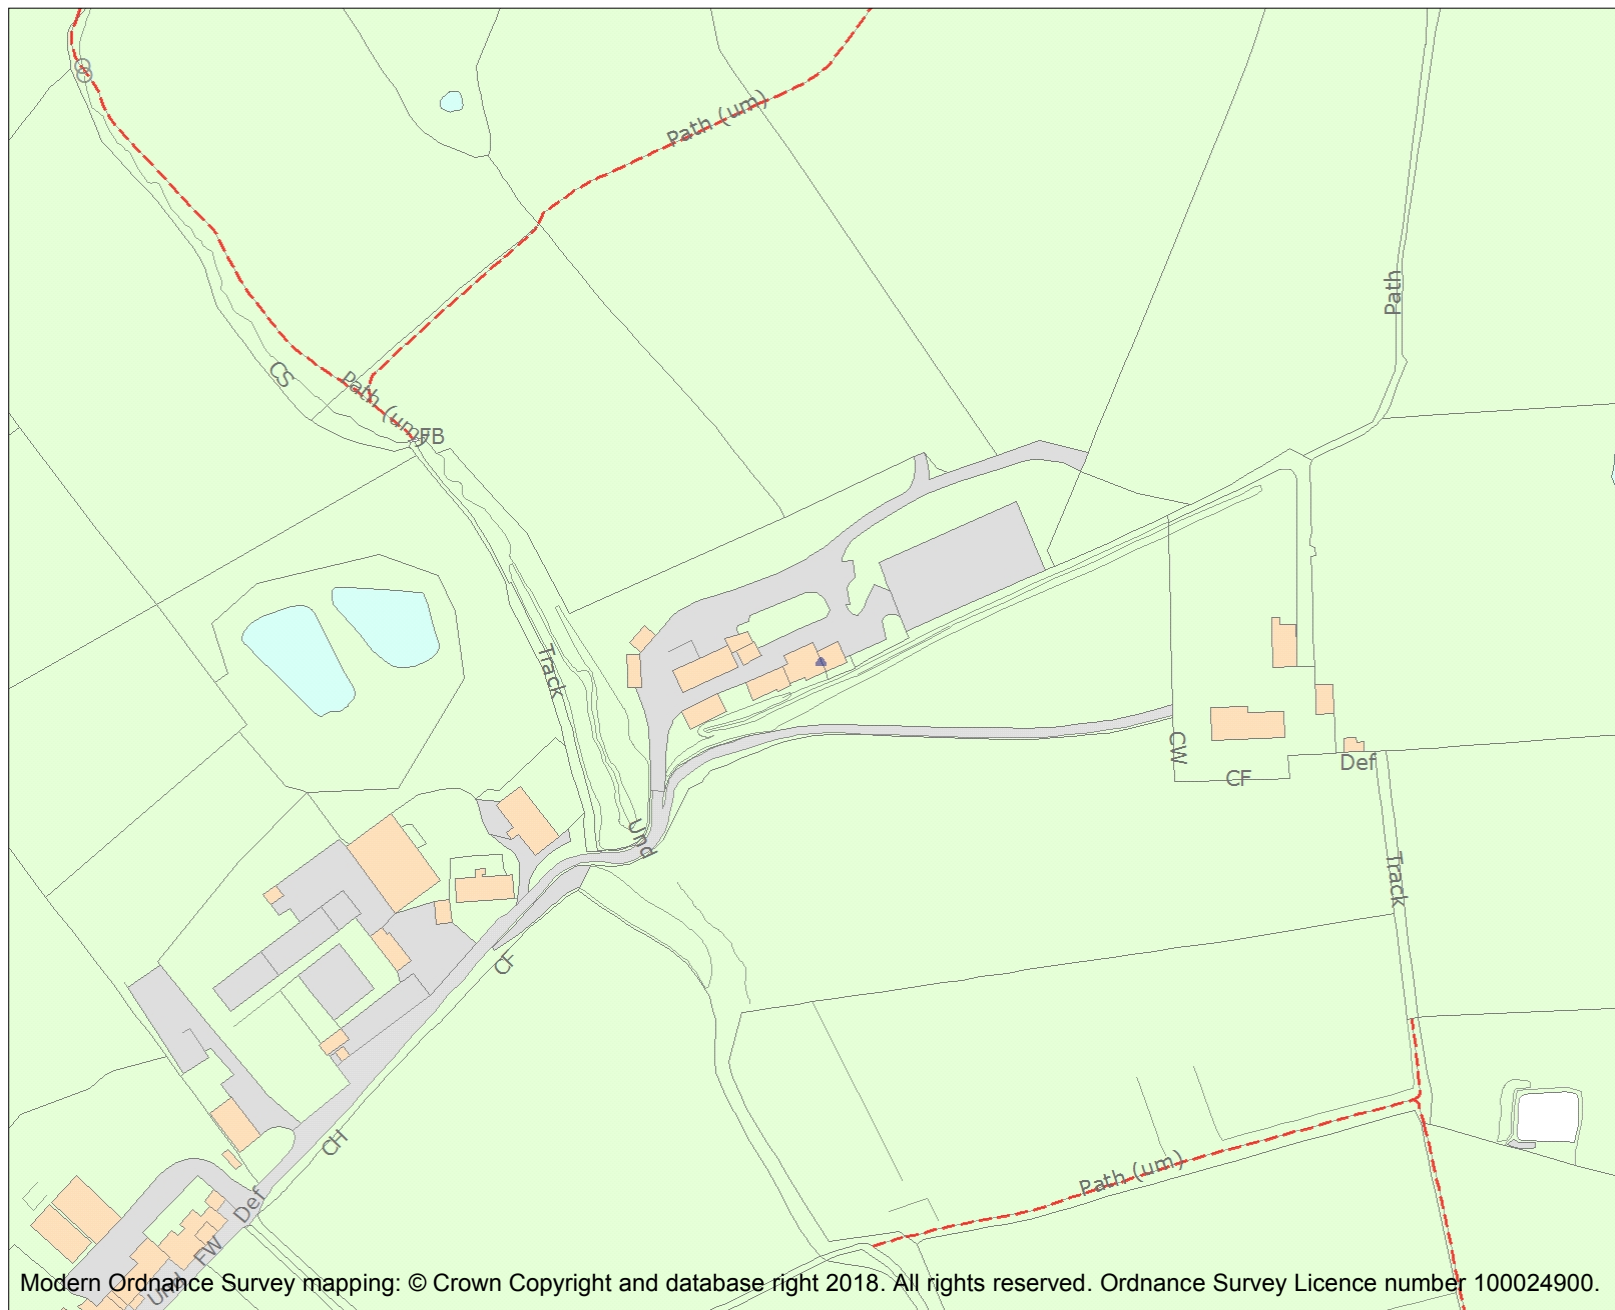 Path (um)
Path
CS
Path (um)
FB
Track
CW
CF
Def
Und
Track
CF
CH
Path (um)
Def
FW
Und
Modern Ordnance Survey mapping: © Crown Copyright and database right 2018. All rights reserved. Ordnance Survey Licence number 100024900.